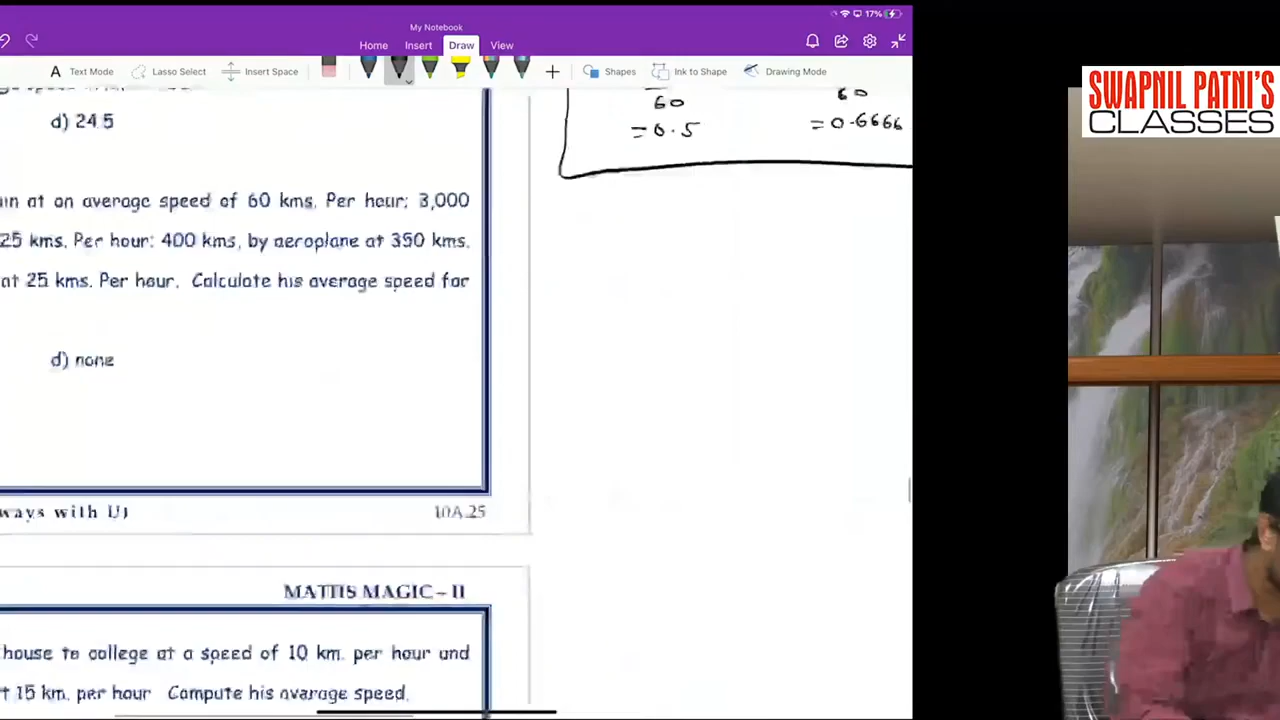 17%
My Notebook
Home Insert Draw View
Text Mode Lasso Select Insert Space Shapes Ink to Shape Drawing Mode
d) 24.5
at an average speed of 60 kms. Per hour; 3,000
25 kms. Per hour; 400 kms, by aeroplane at 350 kms.
at 25 kms. Per hour. Calculate his average speed for
d) none
ways with U)
10A.25
MATHS MAGIC - II
house to college at a speed of 10 km. per hour and
t 15 km. per hour Compute his average speed.
60
= 0.5
60
= 0.6666
SWAPNIL PATNI'S
CLASSES